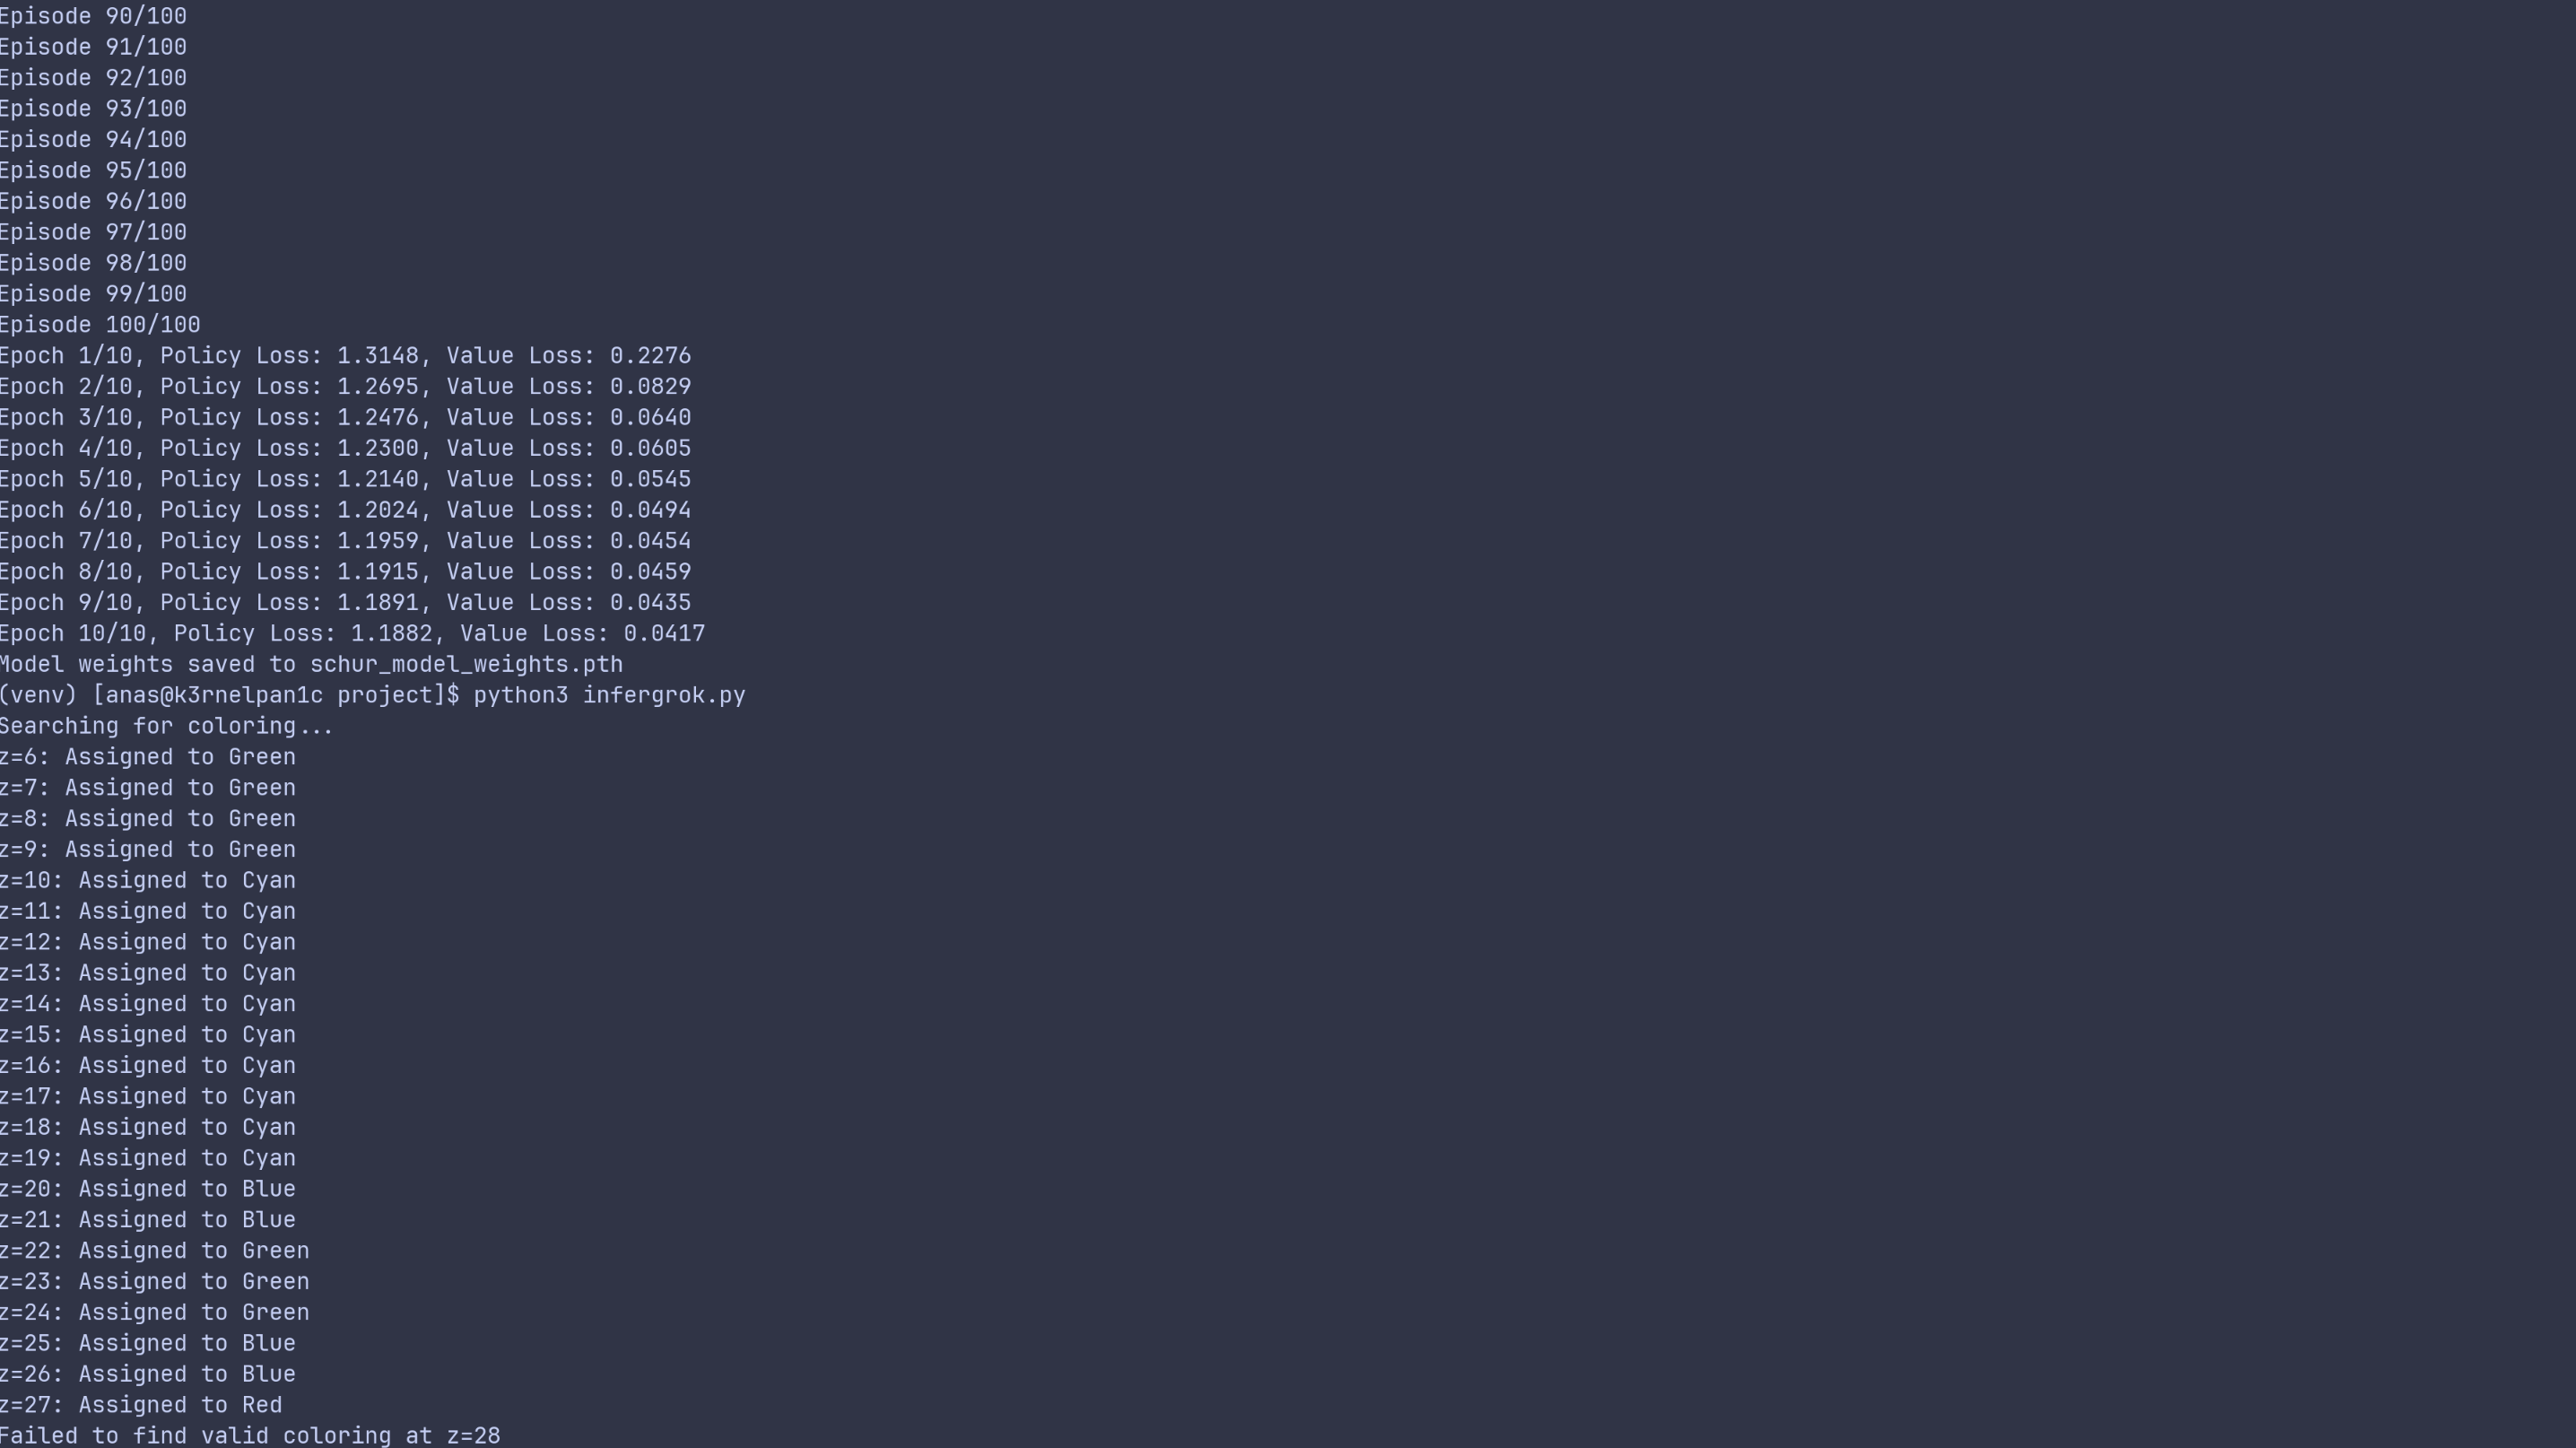 Episode 90/100
Episode 91/100
Episode 92/100
Episode 93/100
Episode 94/100
Episode 95/100
Episode 96/100
Episode 97/100
Episode 98/100
Episode 99/100
Episode 100/100
Epoch 1/10, Policy Loss: 1.3148, Value Loss: 0.2276
Epoch 2/10, Policy Loss: 1.2695, Value Loss: 0.0829
Epoch 3/10, Policy Loss: 1.2476, Value Loss: 0.0640
Epoch 4/10, Policy Loss: 1.2300, Value Loss: 0.0605
Epoch 5/10, Policy Loss: 1.2140, Value Loss: 0.0545
Epoch 6/10, Policy Loss: 1.2024, Value Loss: 0.0494
Epoch 7/10, Policy Loss: 1.1959, Value Loss: 0.0454
Epoch 8/10, Policy Loss: 1.1915, Value Loss: 0.0459
Epoch 9/10, Policy Loss: 1.1891, Value Loss: 0.0435
Epoch 10/10, Policy Loss: 1.1882, Value Loss: 0.0417
Model weights saved to schur_model_weights.pth
(venv) [anas@k3rnelpan1c project]$ python3 infergrok.py
Searching for coloring...
z=6: Assigned to Green
z=7: Assigned to Green
z=8: Assigned to Green
z=9: Assigned to Green
z=10: Assigned to Cyan
z=11: Assigned to Cyan
z=12: Assigned to Cyan
z=13: Assigned to Cyan
z=14: Assigned to Cyan
z=15: Assigned to Cyan
z=16: Assigned to Cyan
z=17: Assigned to Cyan
z=18: Assigned to Cyan
z=19: Assigned to Cyan
z=20: Assigned to Blue
z=21: Assigned to Blue
z=22: Assigned to Green
z=23: Assigned to Green
z=24: Assigned to Green
z=25: Assigned to Blue
z=26: Assigned to Blue
z=27: Assigned to Red
Failed to find valid coloring at z=28